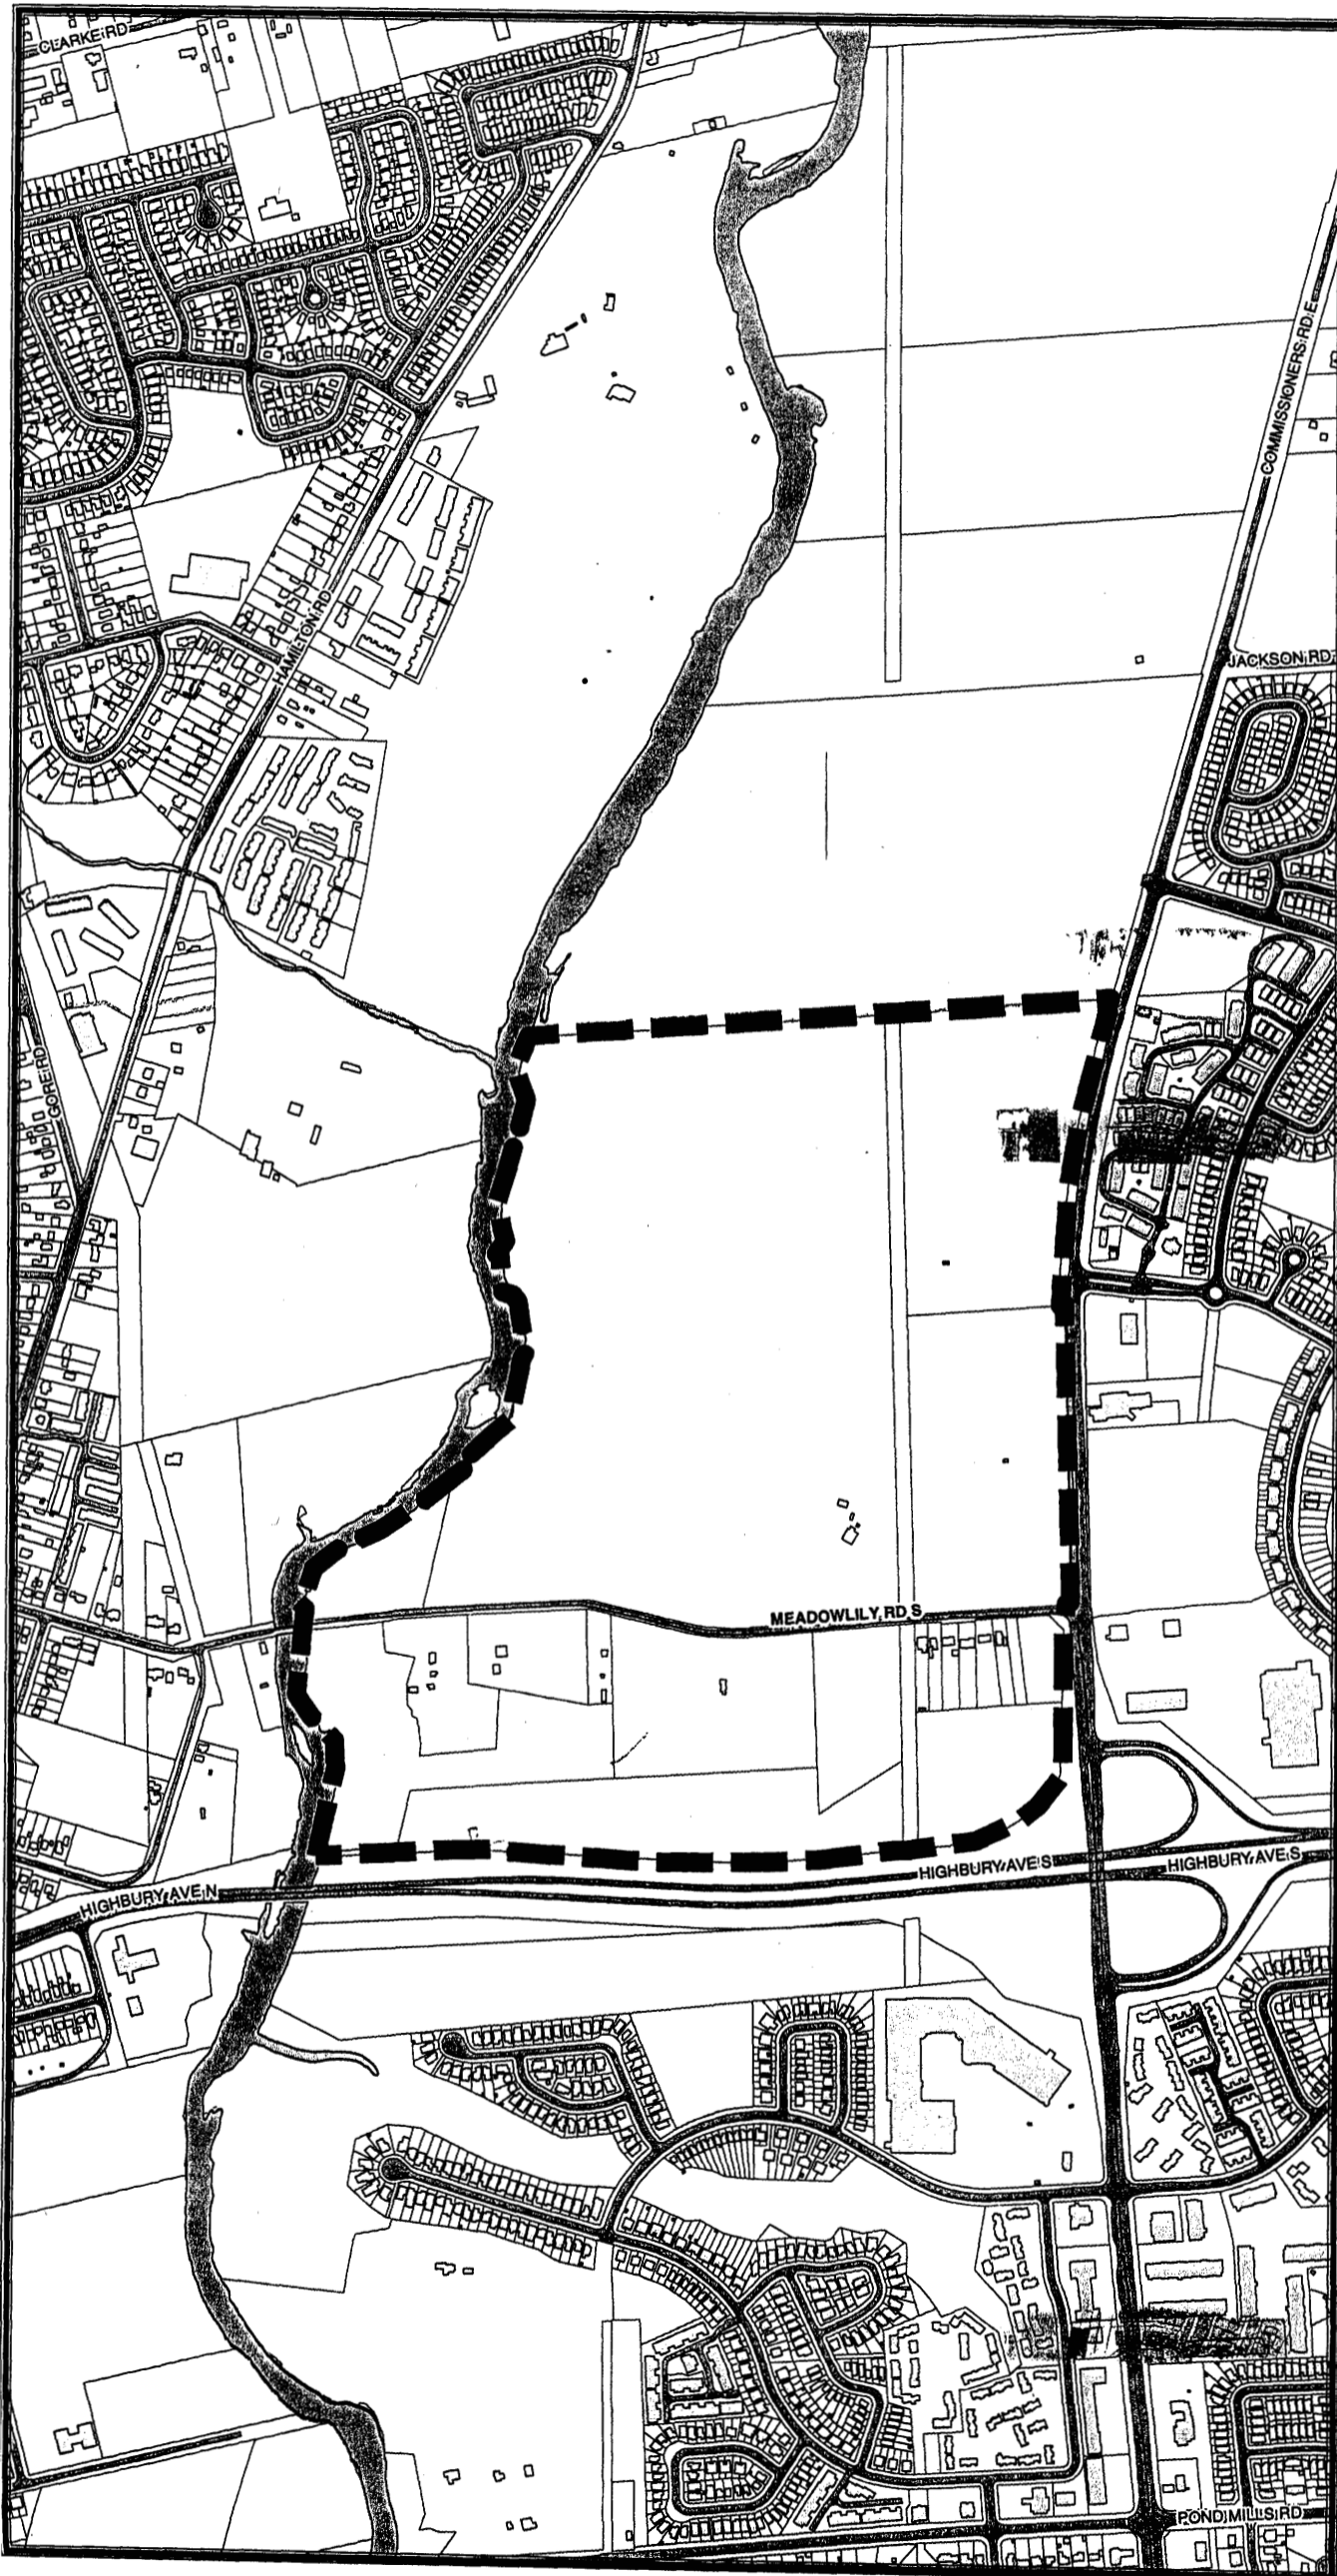 CLARKE RD
COMMISSIONERS RD E
HAMILTON RD
JACKSON RD
GORE RD
MEADOWLILY RD S
HIGHBURY AVE S
HIGHBURY AVE S
HIGHBURY AVE N
POND MILLS RD